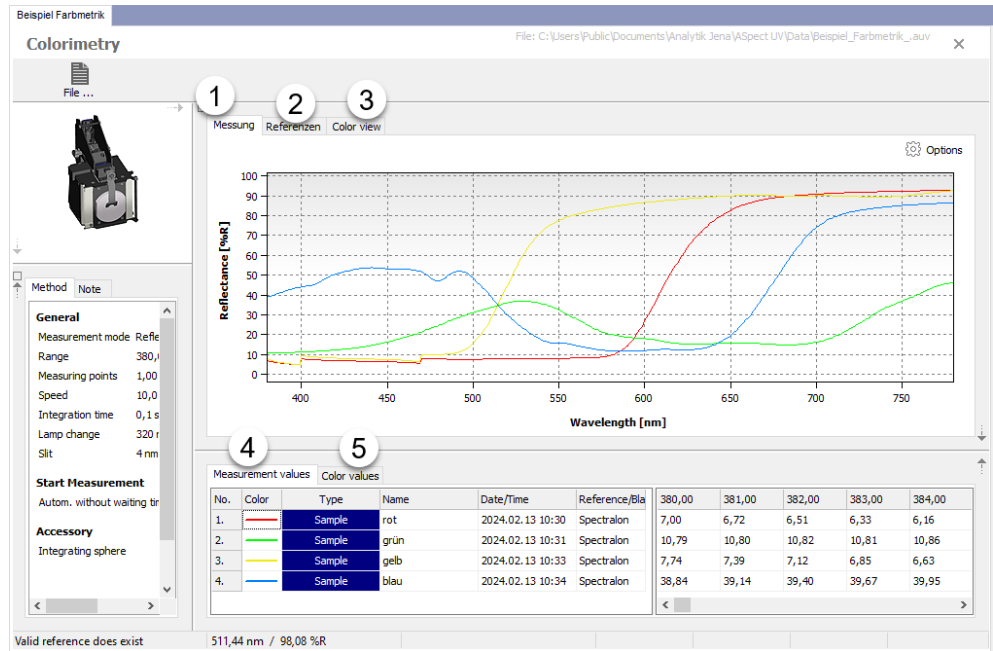 Beispiel Farbmetrik
Colorimetry
File: C:\Users\Public\Documents\Analytik Jena\ASpect UV\Data\Beispiel_Farbmetrik_.auv
File ...
1
2
3
Messung Referenzen Color view
Options
Reflectance [%R]
100
90
80
70
60
50
40
30
20
10
0
400 450 500 550 600 650 700 750
Wavelength [nm]
Method Note
General
Measurement mode Refle
Range 380,
Measuring points 1,00
Speed 10,0
Integration time 0,1 s
Lamp change 320 r
Slit 4 nm
Start Measurement
Autom. without waiting tir
Accessory
Integrating sphere
4
5
Measurement values Color values
No. Color Type Name Date/Time Reference/Bla 380,00 381,00 382,00 383,00 384,00
1. Sample rot 2024.02.13 10:30 Spectralon 7,00 6,72 6,51 6,33 6,16
2. Sample grün 2024.02.13 10:31 Spectralon 10,79 10,80 10,82 10,81 10,86
3. Sample gelb 2024.02.13 10:33 Spectralon 7,74 7,39 7,12 6,85 6,63
4. Sample blau 2024.02.13 10:34 Spectralon 38,84 39,14 39,40 39,67 39,95
Valid reference does exist 511,44 nm / 98,08 %R